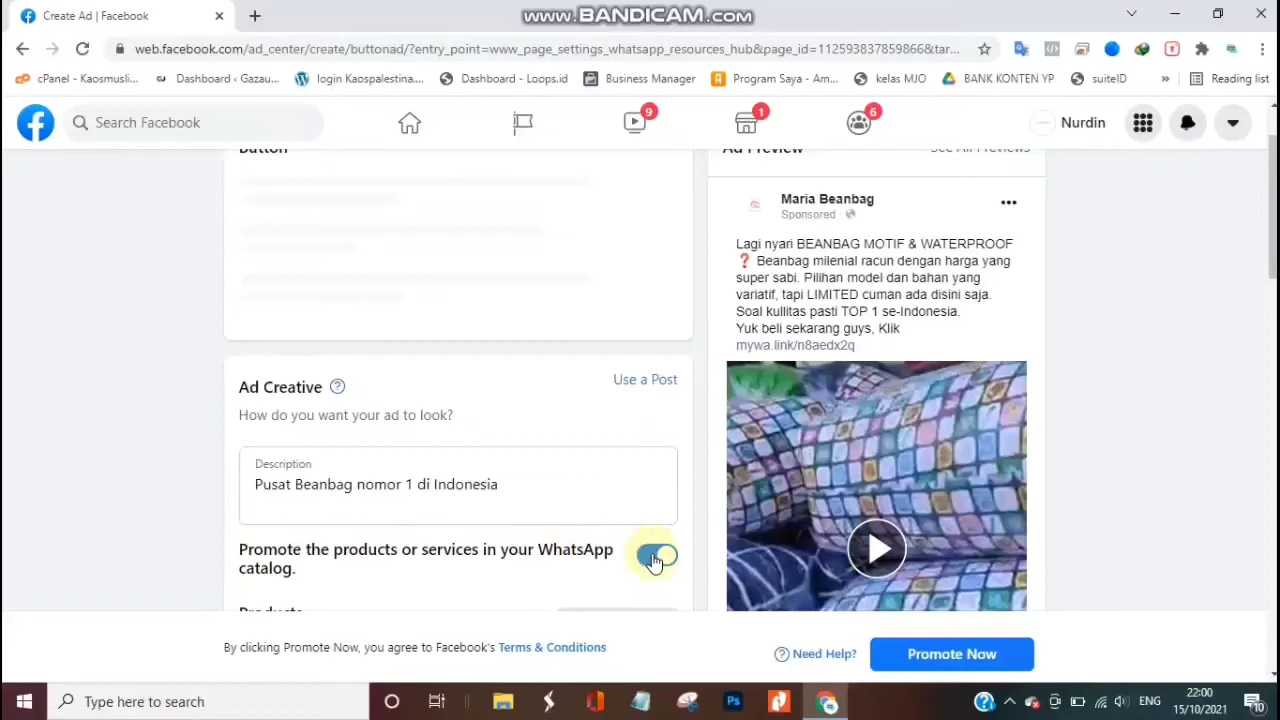 Create Ad | Facebook
www.BANDICAM.com
web.facebook.com/ad_center/create/buttonad/?entry_point=www_page_settings_whatsapp_resources_hub&page_id=112593837859866&tar...
cPanel - Kaosmusli...
Dashboard ‹ Gazau...
login Kaospalestina....
Dashboard - Loops.id
Business Manager
Program Saya - Am...
kelas MJO
BANK KONTEN YP
suiteID
»
Reading list
Search Facebook
9
1
6
Nurdin
Button
Ad Preview
See All Previews
Maria Beanbag
Sponsored ·
Lagi nyari BEANBAG MOTIF & WATERPROOF
❓ Beanbag milenial racun dengan harga yang
super sabi. Pilihan model dan bahan yang
variatif, tapi LIMITED cuman ada disini saja.
Soal kullitas pasti TOP 1 se-Indonesia.
Yuk beli sekarang guys, Klik
mywa.link/n8aedx2q
Ad Creative
Use a Post
How do you want your ad to look?
Description
Pusat Beanbag nomor 1 di Indonesia
Promote the products or services in your WhatsApp
catalog.
Products
By clicking Promote Now, you agree to Facebook's Terms & Conditions
Need Help?
Promote Now
Type here to search
Ps
ENG
22:00
15/10/2021
10